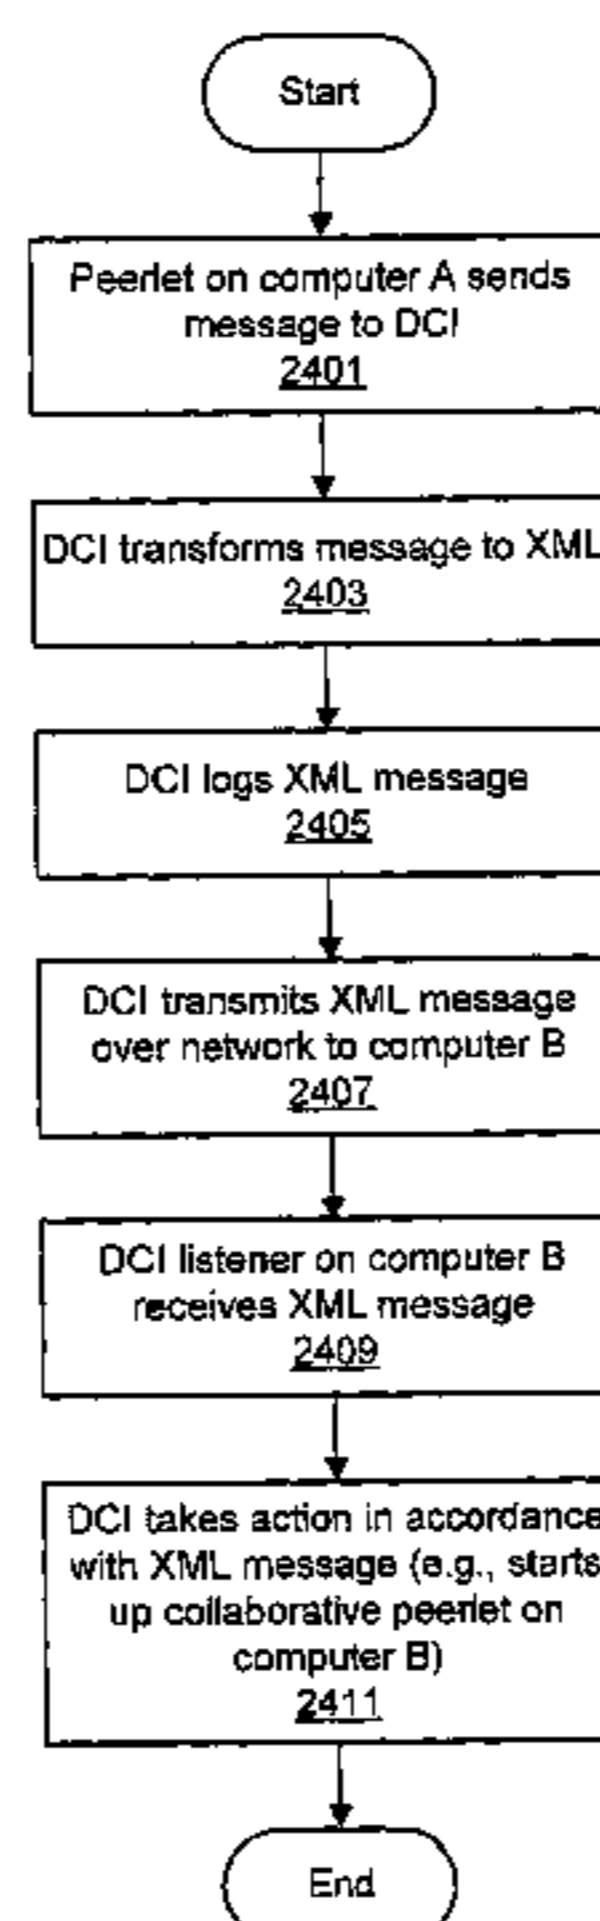 Start
Peerlet on computer A sends
message to DCI
2401
DCI transforms message to XML
2403
DCI logs XML message
2405
DCI transmits XML message
over network to computer B
2407
DCI listener on computer B
receives XML message
2409
DCI takes action in accordance
with XML message (e.g., starts
up collaborative peerlet on
computer B)
2411
End